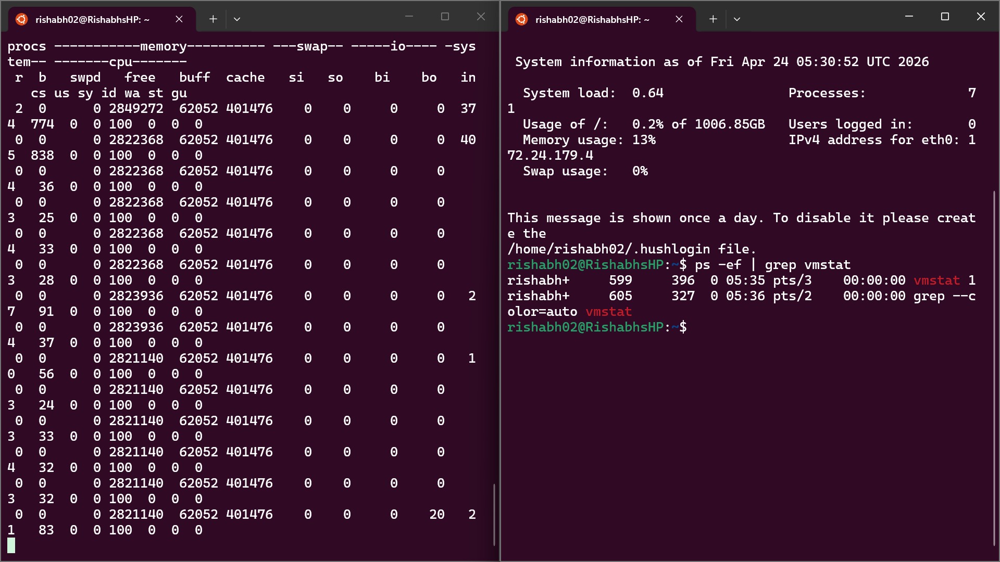 rishabh02@RishabhsHP: ~
procs -----------memory---------- ---swap-- -----io---- -sys
tem-- -------cpu-------
 r  b   swpd   free   buff  cache   si   so    bi    bo   in
   cs us sy id wa st gu
 2  0      0 2849272  62052 401476    0    0     0     0  37
4  774  0  0 100  0  0  0
 0  0      0 2822368  62052 401476    0    0     0     0  40
5  838  0  0 100  0  0  0
 0  0      0 2822368  62052 401476    0    0     0     0
4   36  0  0 100  0  0  0
 0  0      0 2822368  62052 401476    0    0     0     0
3   25  0  0 100  0  0  0
 0  0      0 2822368  62052 401476    0    0     0     0
4   33  0  0 100  0  0  0
 0  0      0 2822368  62052 401476    0    0     0     0
3   28  0  0 100  0  0  0
 0  0      0 2823936  62052 401476    0    0     0     0   2
7   91  0  0 100  0  0  0
 0  0      0 2823936  62052 401476    0    0     0     0
4   37  0  0 100  0  0  0
 0  0      0 2821140  62052 401476    0    0     0     0   1
0   56  0  0 100  0  0  0
 0  0      0 2821140  62052 401476    0    0     0     0
3   24  0  0 100  0  0  0
 0  0      0 2821140  62052 401476    0    0     0     0
3   33  0  0 100  0  0  0
 0  0      0 2821140  62052 401476    0    0     0     0
4   32  0  0 100  0  0  0
 0  0      0 2821140  62052 401476    0    0     0     0
3   32  0  0 100  0  0  0
 0  0      0 2821140  62052 401476    0    0     0    20   2
1   83  0  0 100  0  0  0
rishabh02@RishabhsHP: ~
 System information as of Fri Apr 24 05:30:52 UTC 2026
  System load:  0.64                Processes:             7
1
  Usage of /:   0.2% of 1006.85GB   Users logged in:       0
  Memory usage: 13%                 IPv4 address for eth0: 1
72.24.179.4
  Swap usage:   0%
This message is shown once a day. To disable it please creat
e the
/home/rishabh02/.hushlogin file.
rishabh02@RishabhsHP:~$ ps -ef | grep vmstat
rishabh+     599     396  0 05:35 pts/3    00:00:00 vmstat 1
rishabh+     605     327  0 05:36 pts/2    00:00:00 grep --c
olor=auto vmstat
rishabh02@RishabhsHP:~$